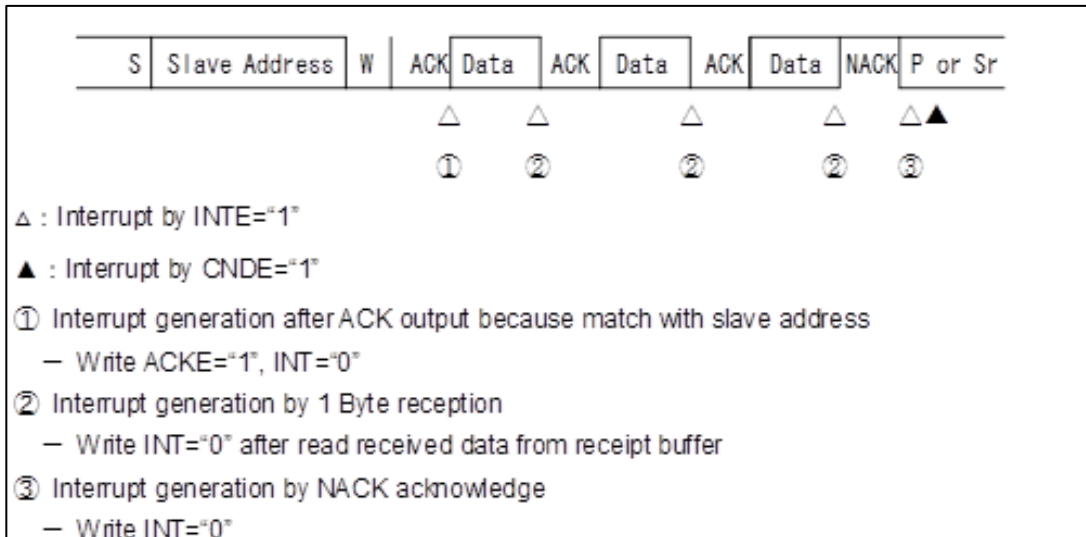 S Slave Address W ACK Data ACK Data ACK Data NACK P or Sr
△ △ △ △ △▲
① ② ② ② ③
△ : Interrupt by INTE="1"
▲ : Interrupt by CNDE="1"
① Interrupt generation after ACK output because match with slave address
— Write ACKE="1", INT="0"
② Interrupt generation by 1 Byte reception
— Write INT="0" after read received data from receipt buffer
③ Interrupt generation by NACK acknowledge
— Write INT="0"